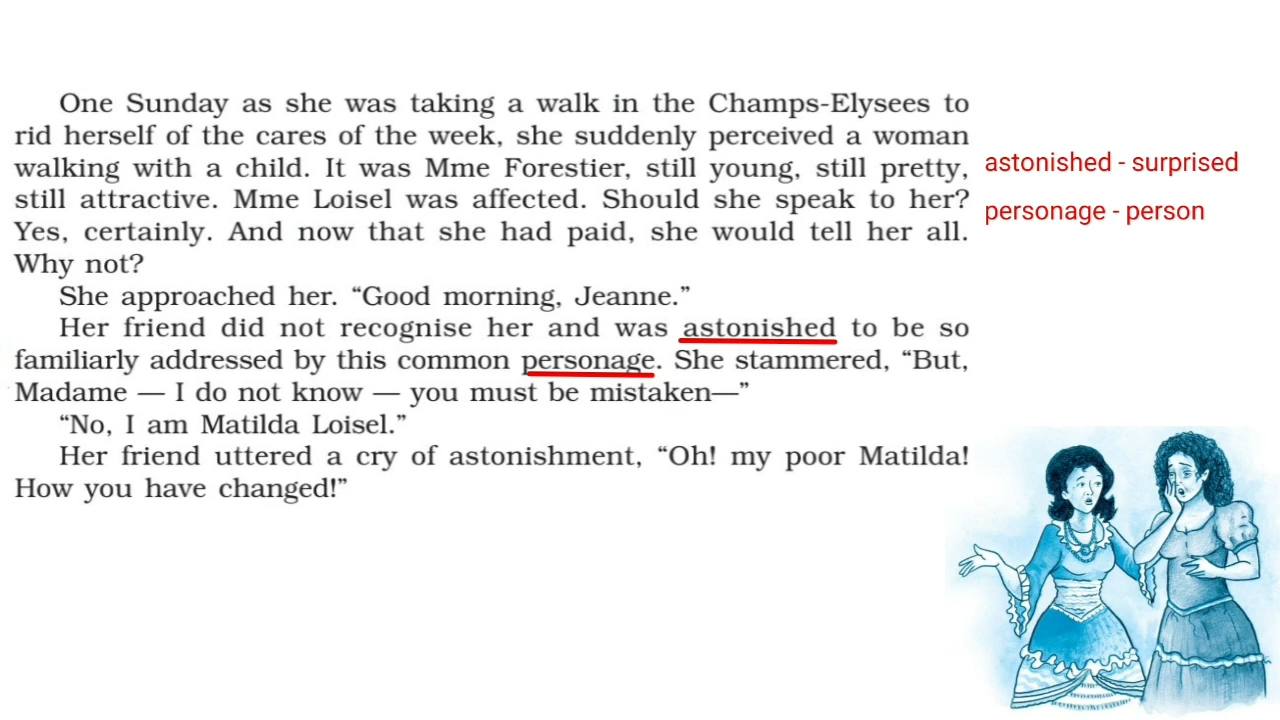 One Sunday as she was taking a walk in the Champs-Elysees to
rid herself of the cares of the week, she suddenly perceived a woman
walking with a child. It was Mme Forestier, still young, still pretty,
still attractive. Mme Loisel was affected. Should she speak to her?
Yes, certainly. And now that she had paid, she would tell her all.
Why not?
She approached her. “Good morning, Jeanne.”
Her friend did not recognise her and was astonished to be so
familiarly addressed by this common personage. She stammered, “But,
Madame — I do not know — you must be mistaken—”
“No, I am Matilda Loisel.”
Her friend uttered a cry of astonishment, “Oh! my poor Matilda!
How you have changed!”
astonished - surprised
personage - person